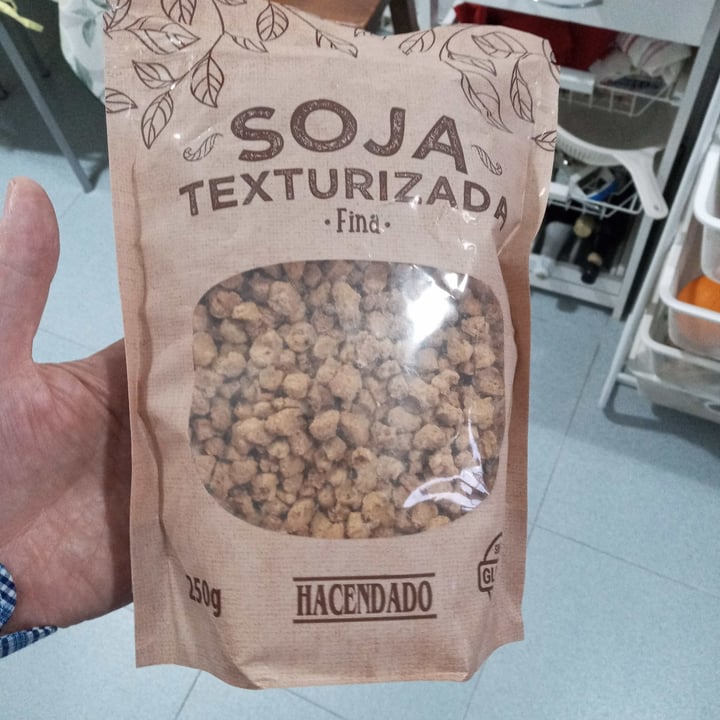 SOJA
TEXTURIZADA
·Fina·
250g
HACENDADO